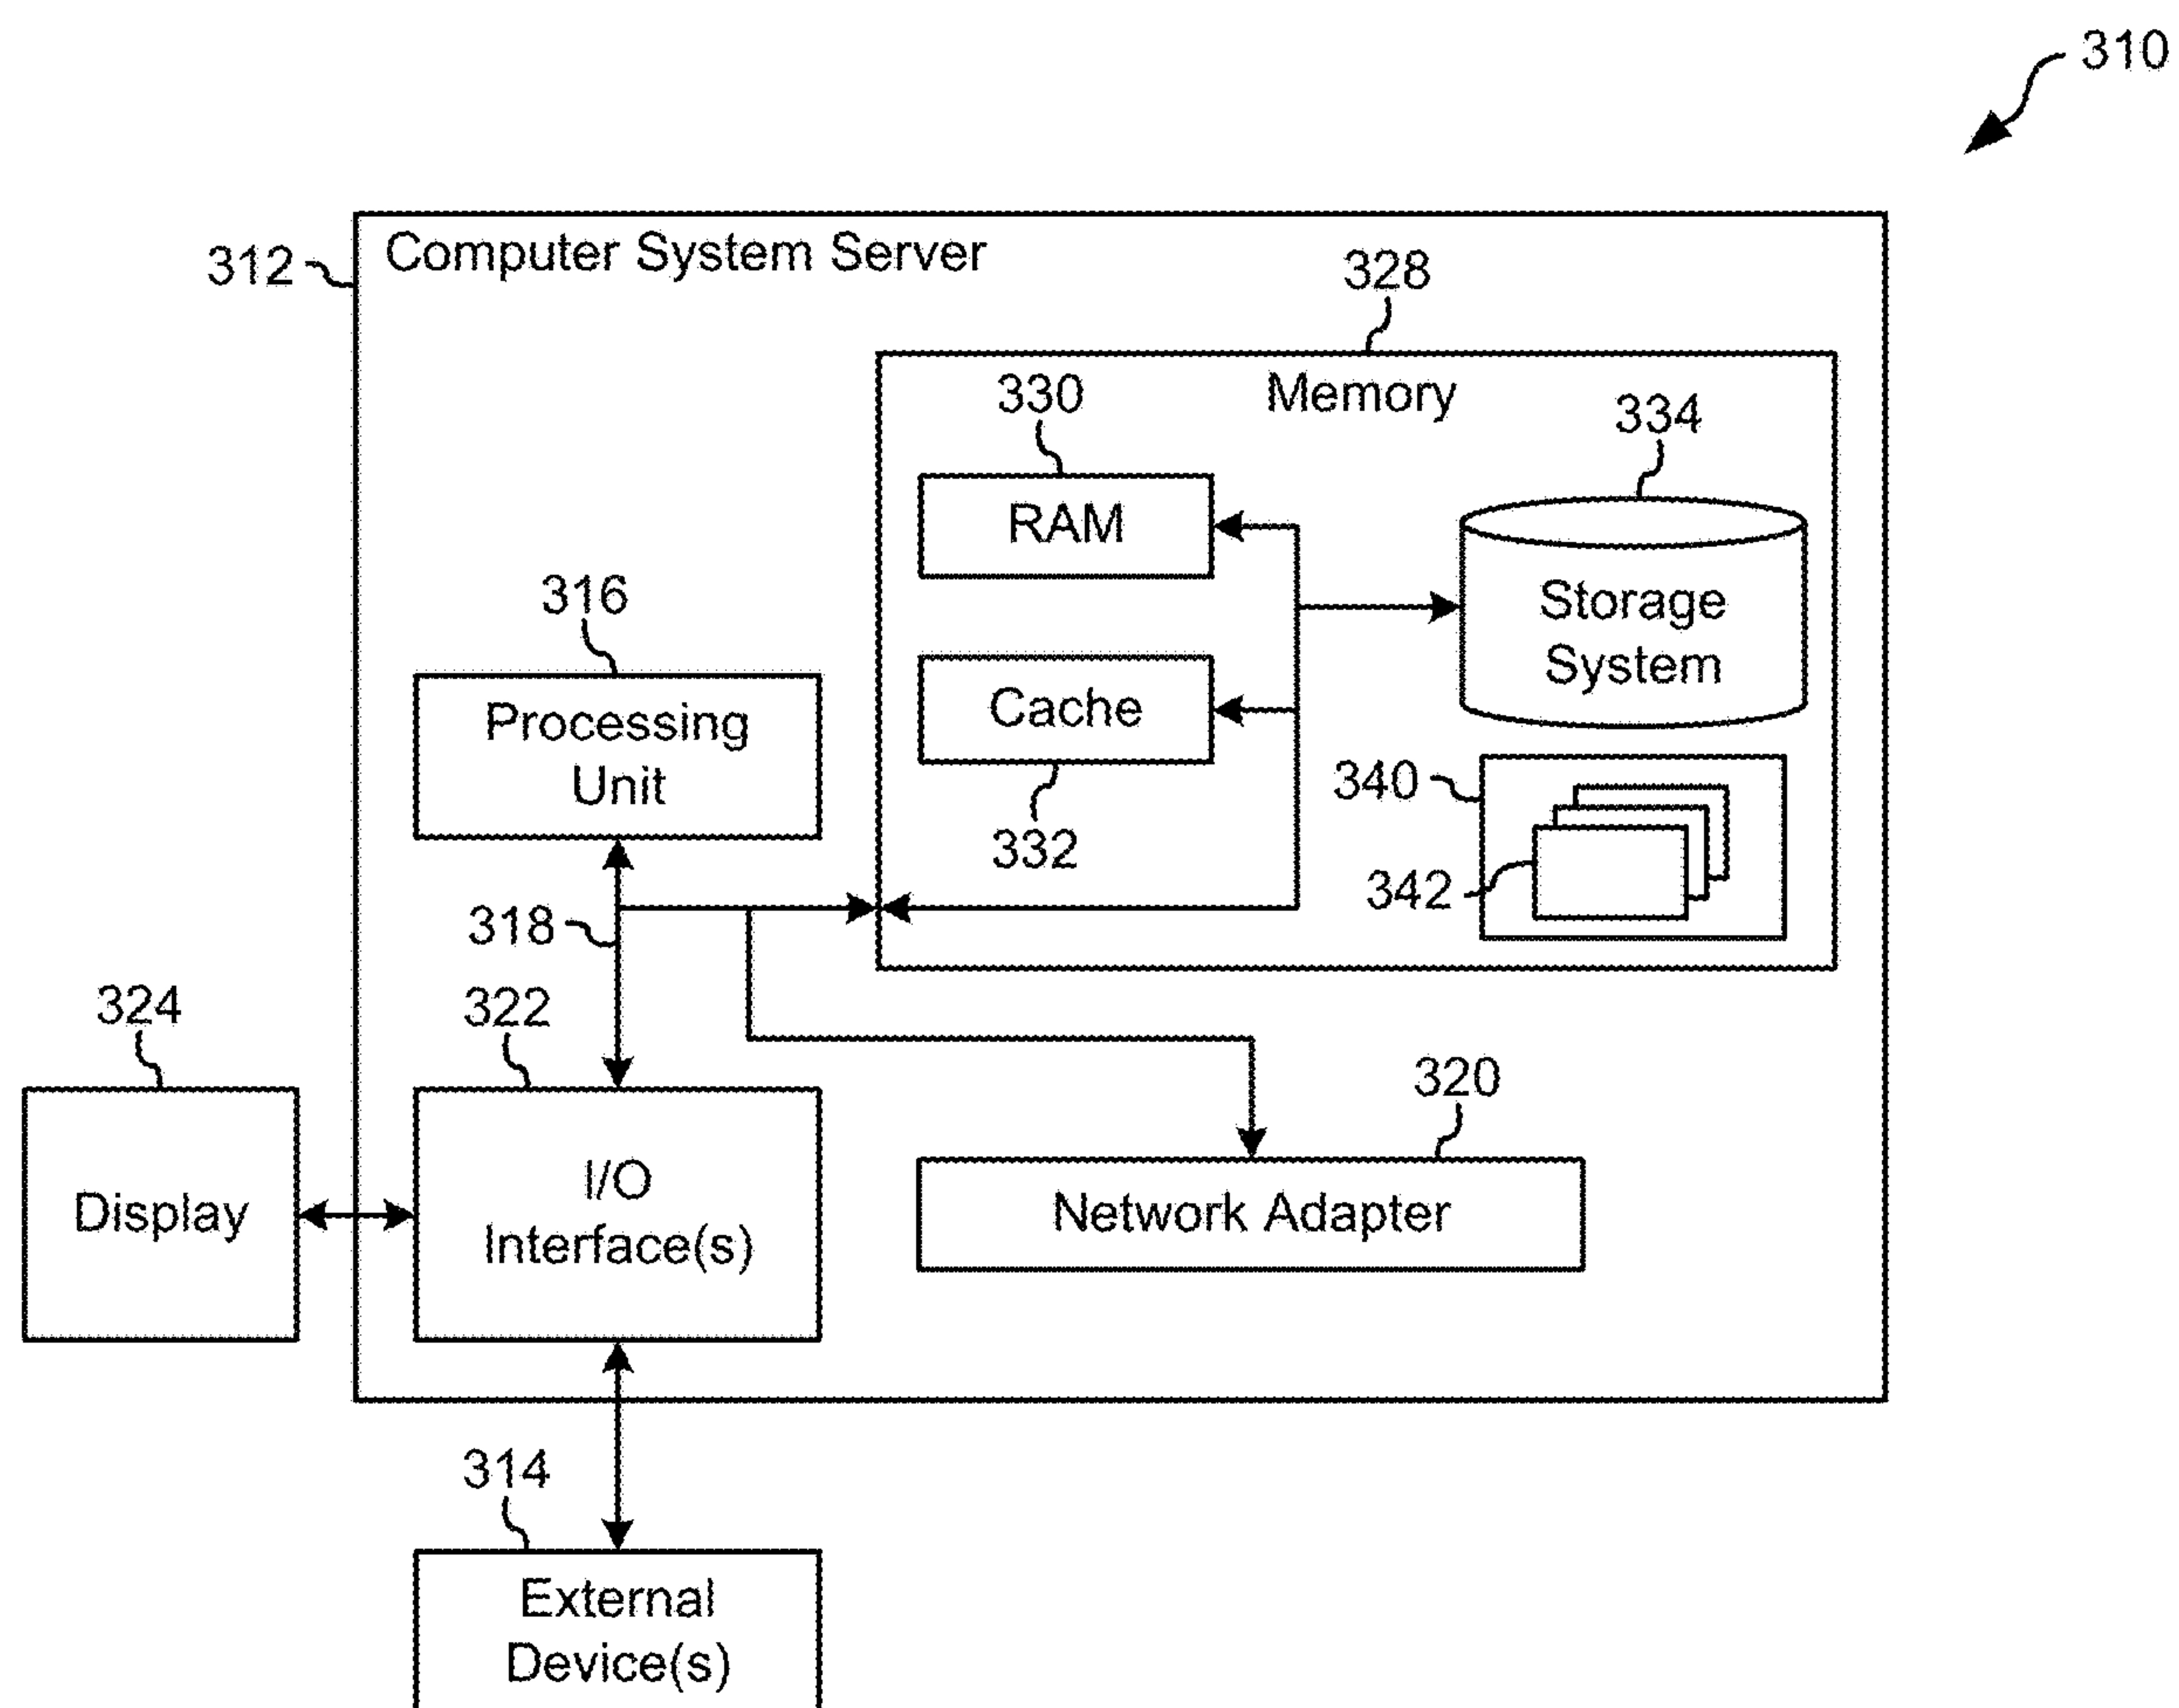 310
312
Computer System Server
328
Memory
330
334
RAM
Storage
System
316
Processing
Unit
Cache
332
340
342
318
322
324
320
Display
I/O
Interface(s)
Network Adapter
314
External
Device(s)